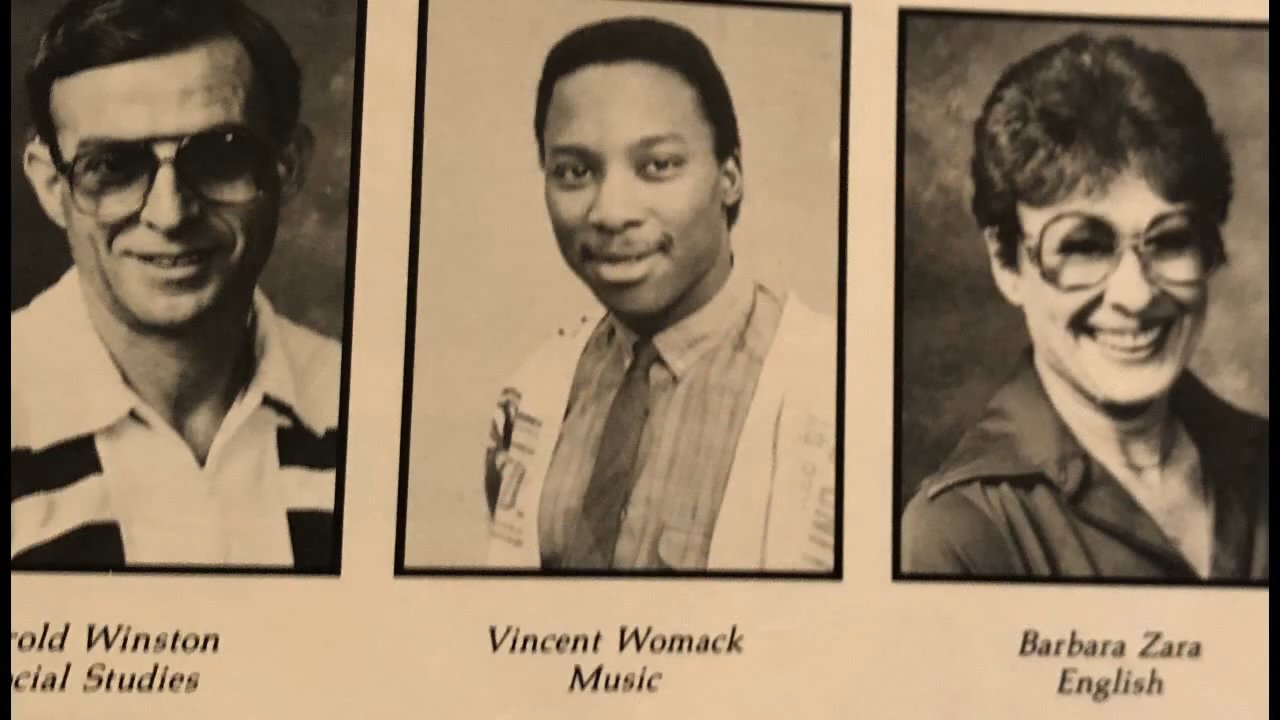 rold Winston
cial Studies
Vincent Womack
Music
Barbara Zara
English